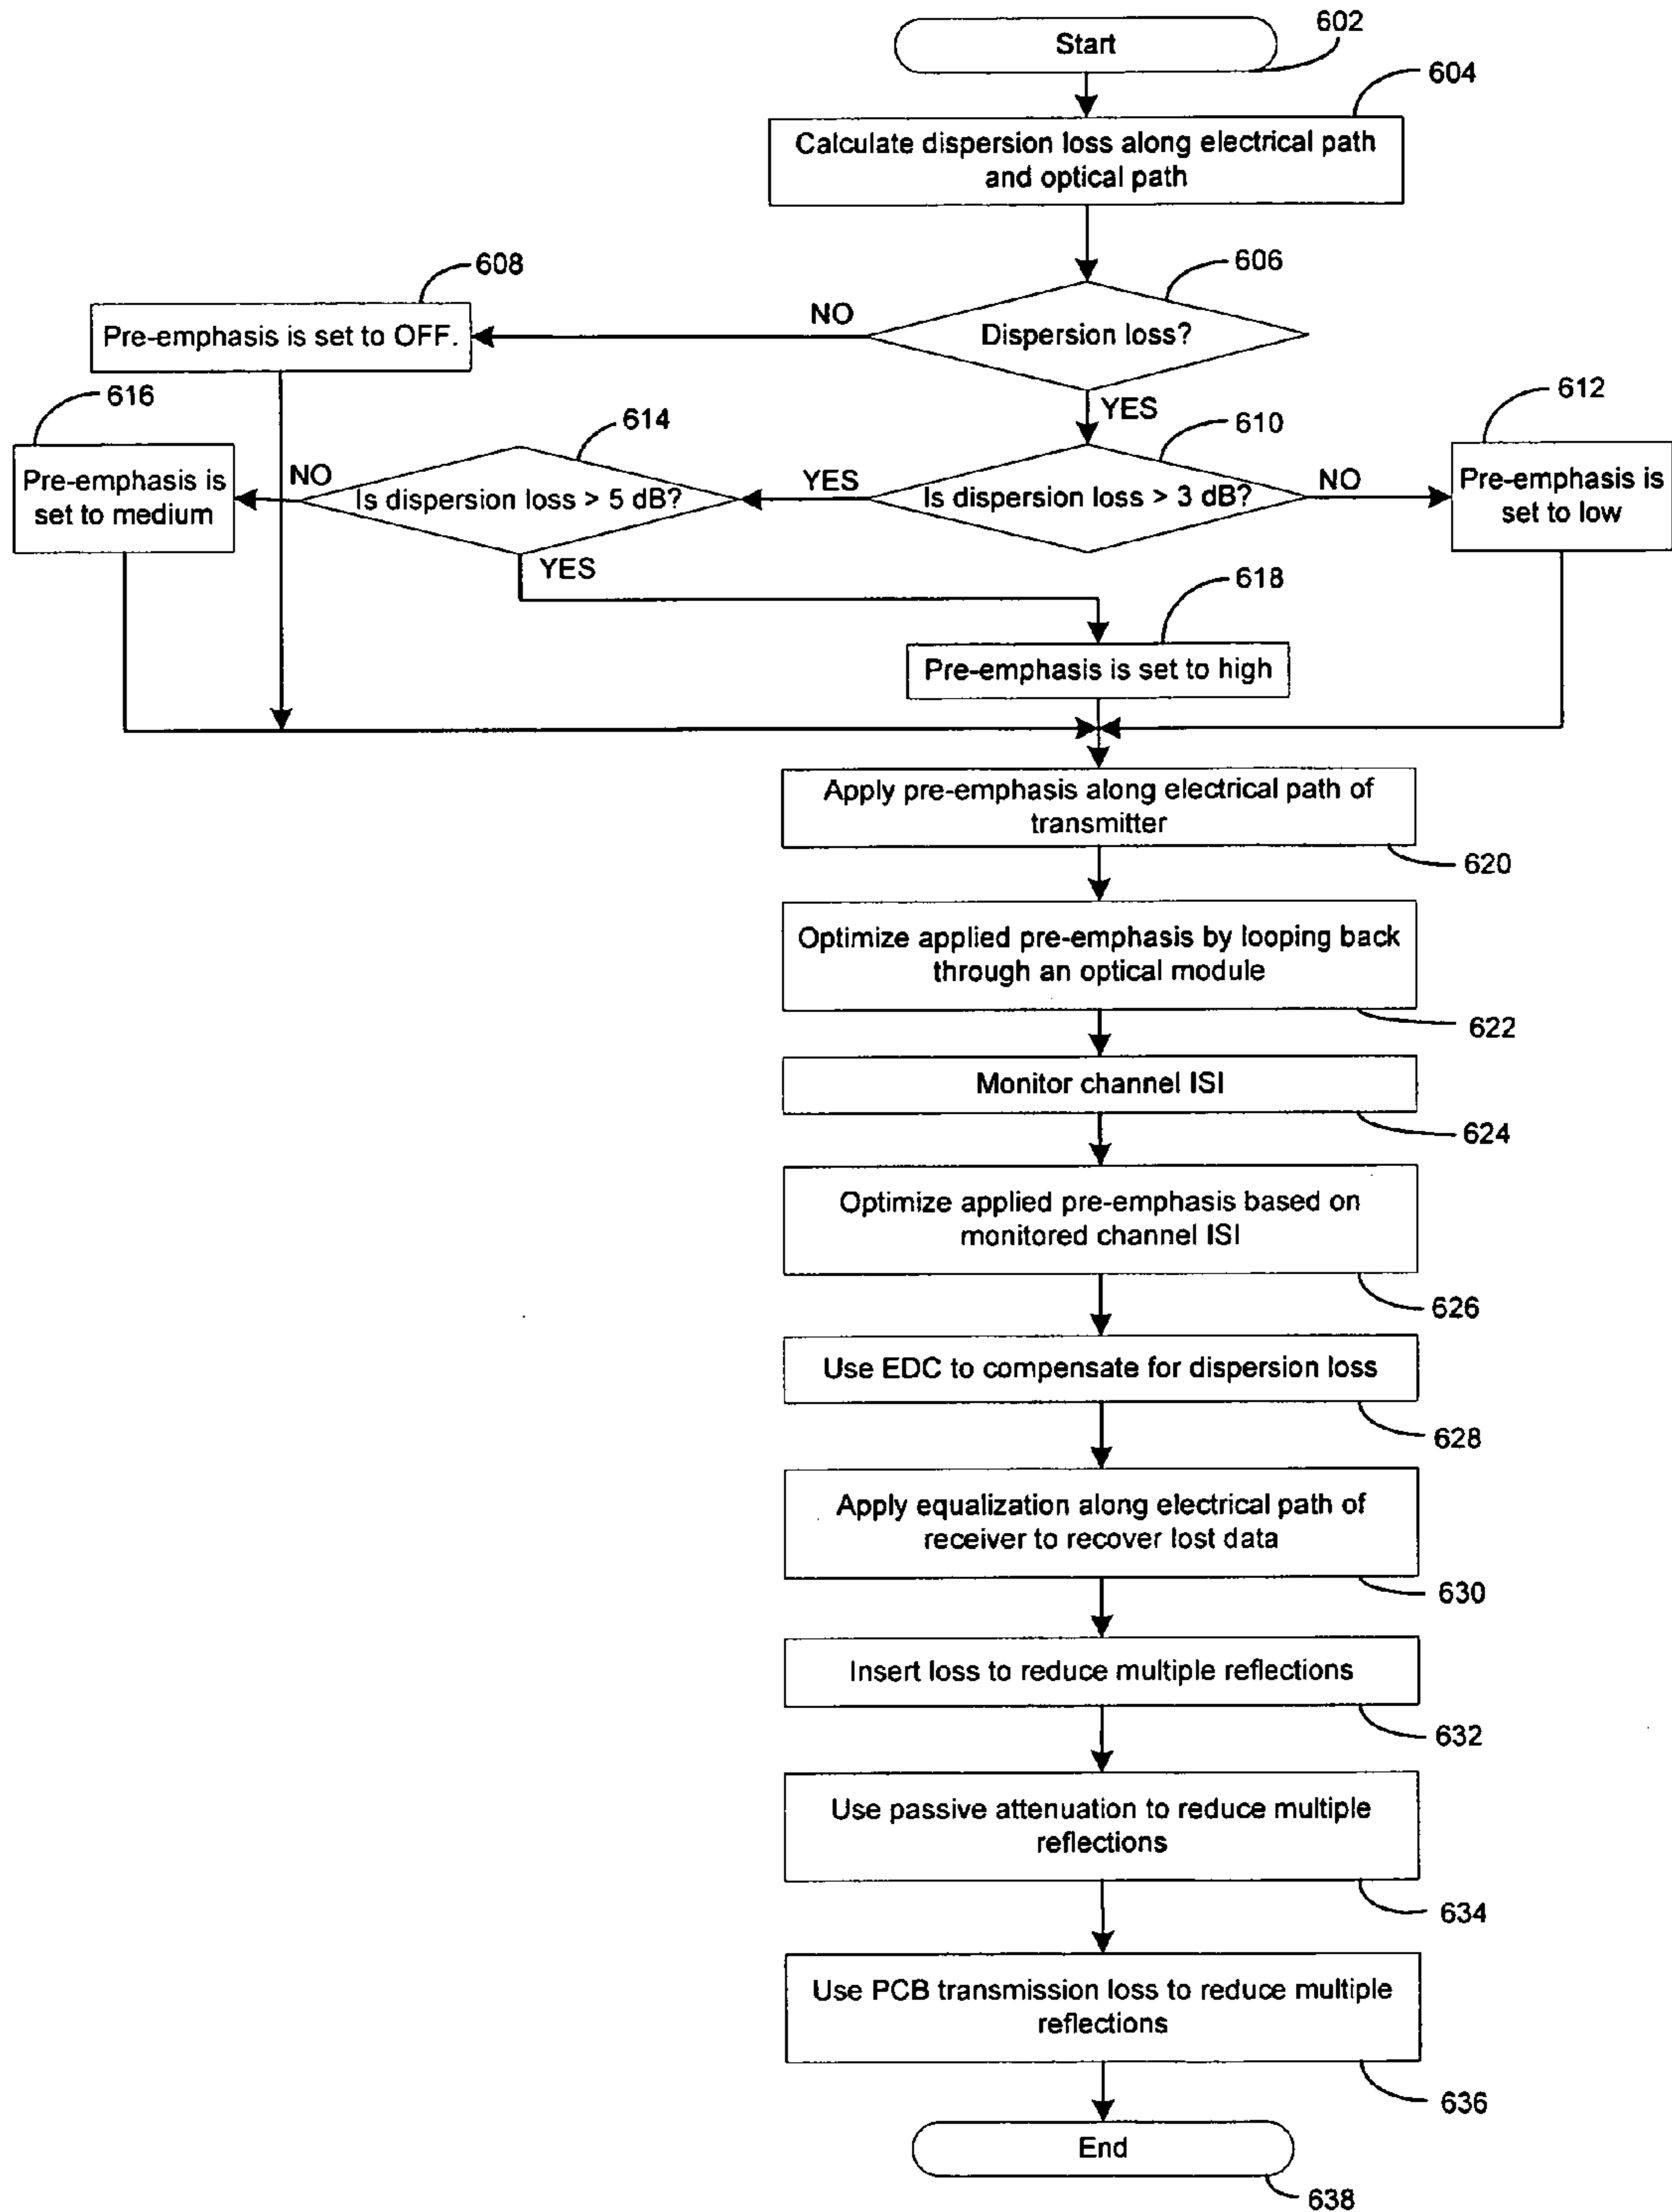 602
Start
604
Calculate dispersion loss along electrical path
and optical path
608
606
Pre-emphasis is set to OFF.
NO
Dispersion loss?
YES
616
614
610
612
Pre-emphasis is
set to medium
NO
Is dispersion loss > 5 dB?
YES
Is dispersion loss > 3 dB?
NO
Pre-emphasis is
set to low
YES
618
Pre-emphasis is set to high
Apply pre-emphasis along electrical path of
transmitter
620
Optimize applied pre-emphasis by looping back
through an optical module
622
Monitor channel ISI
624
Optimize applied pre-emphasis based on
monitored channel ISI
626
Use EDC to compensate for dispersion loss
628
Apply equalization along electrical path of
receiver to recover lost data
630
Insert loss to reduce multiple reflections
632
Use passive attenuation to reduce multiple
reflections
634
Use PCB transmission loss to reduce multiple
reflections
636
End
638